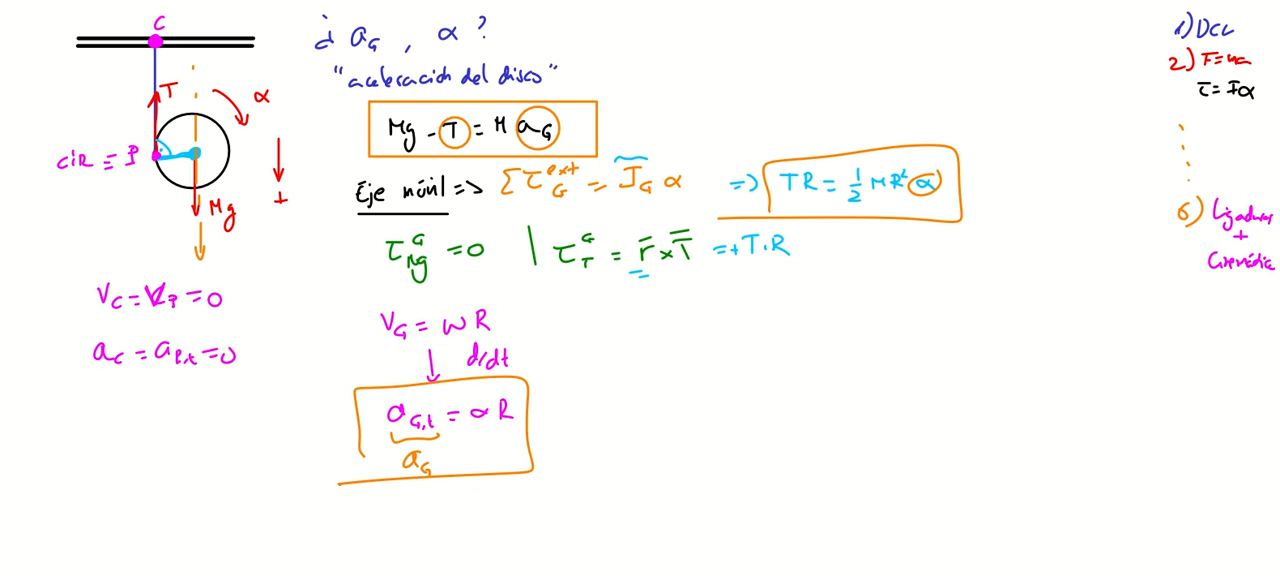 C
¿ a_G , α ?
"aceleración del disco"
T
α
Mg - T = M a_G
CIR ≡ P
+
Mg
Eje móvil => Σ τ_G^ext = I_G α => TR = 1/2 M R² α
τ_Mg^G = 0 | τ_T^G = r̄ x T̄ = + T·R
V_C = V_P = 0
a_C = a_P,t = 0
V_G = ω R
↓ d/dt
a_G,t = α R
a_G
1) DCL
2) F=ma
τ = Iα
6) Ligaduras
+
Cinemática